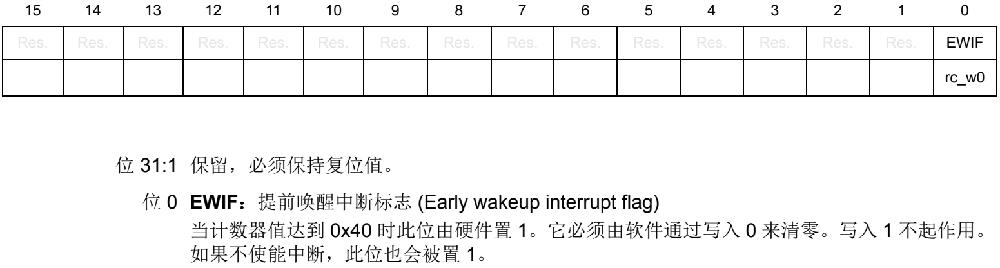 15 14 13 12 11 10 9 8 7 6 5 4 3 2 1 0
Res. Res. Res. Res. Res. Res. Res. Res. Res. Res. Res. Res. Res. Res. Res. EWIF
rc_w0
位 31:1 保留，必须保持复位值。
位 0 EWIF：提前唤醒中断标志 (Early wakeup interrupt flag)
当计数器值达到 0x40 时此位由硬件置 1。它必须由软件通过写入 0 来清零。写入 1 不起作用。
如果不使能中断，此位也会被置 1。